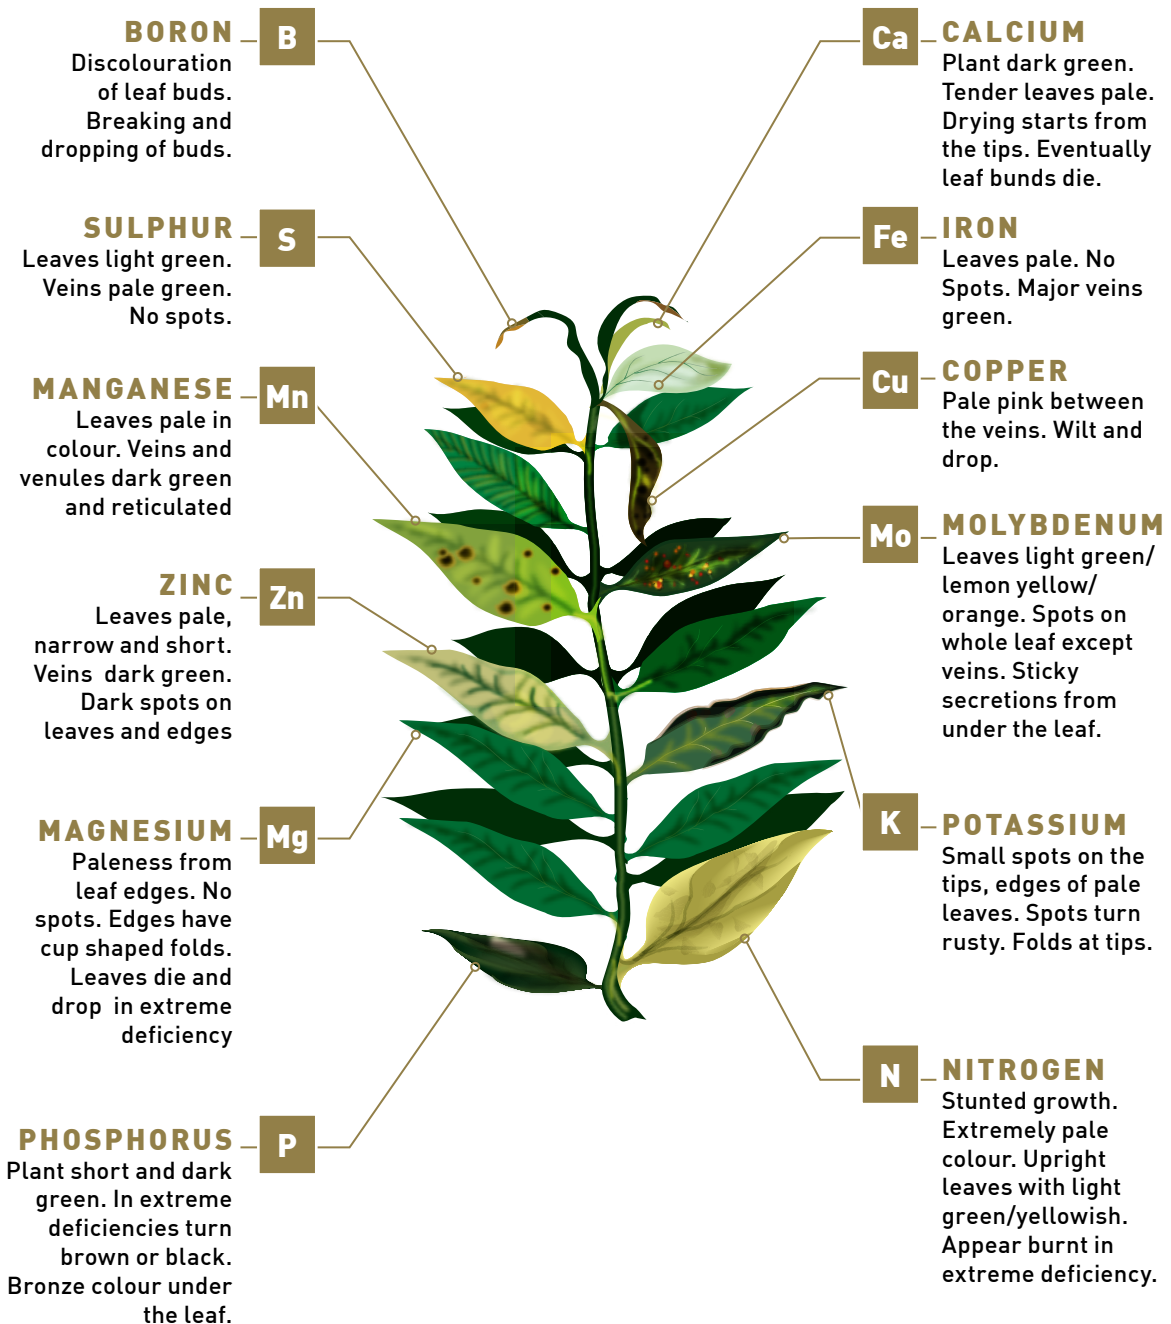 BORON
B
Discolouration
of leaf buds.
Breaking and
dropping of buds.
SULPHUR
S
Leaves light green.
Veins pale green.
No spots.
MANGANESE
Mn
Leaves pale in
colour. Veins and
venules dark green
and reticulated
ZINC
Zn
Leaves pale,
narrow and short.
Veins dark green.
Dark spots on
leaves and edges
MAGNESIUM
Mg
Paleness from
leaf edges. No
spots. Edges have
cup shaped folds.
Leaves die and
drop in extreme
deficiency
PHOSPHORUS
P
Plant short and dark
green. In extreme
deficiencies turn
brown or black.
Bronze colour under
the leaf.
Ca
CALCIUM
Plant dark green.
Tender leaves pale.
Drying starts from
the tips. Eventually
leaf bunds die.
Fe
IRON
Leaves pale. No
Spots. Major veins
green.
Cu
COPPER
Pale pink between
the veins. Wilt and
drop.
Mo
MOLYBDENUM
Leaves light green/
lemon yellow/
orange. Spots on
whole leaf except
veins. Sticky
secretions from
under the leaf.
K
POTASSIUM
Small spots on the
tips, edges of pale
leaves. Spots turn
rusty. Folds at tips.
N
NITROGEN
Stunted growth.
Extremely pale
colour. Upright
leaves with light
green/yellowish.
Appear burnt in
extreme deficiency.